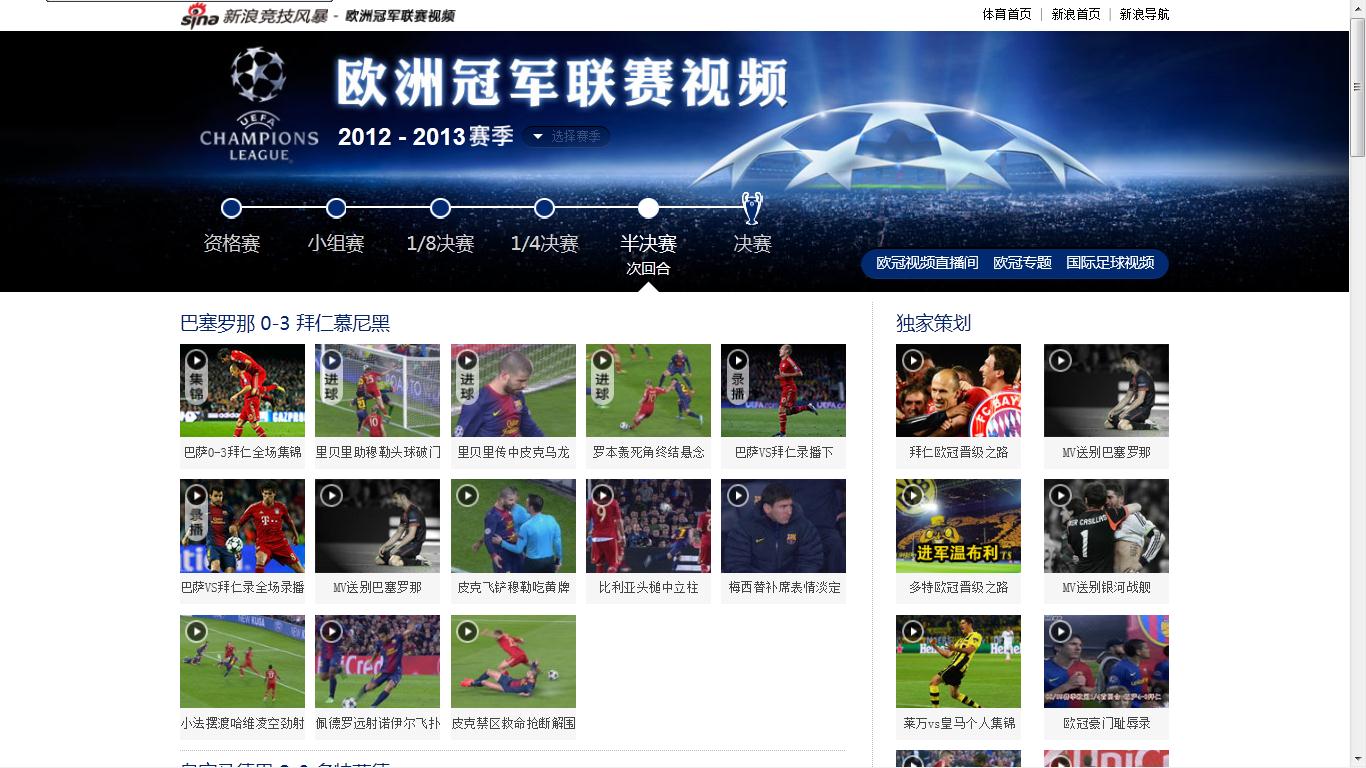 sina 新浪竞技风暴 - 欧洲冠军联赛视频
体育首页 | 新浪首页 | 新浪导航
欧洲冠军联赛视频
UEFA
CHAMPIONS
LEAGUE
2012 - 2013 赛季 选择赛季
资格赛 小组赛 1/8决赛 1/4决赛 半决赛 决赛
次回合
欧冠视频直播间 欧冠专题 国际足球视频
巴塞罗那 0-3 拜仁慕尼黑
集锦 进球 进球 进球 录播
巴萨0-3拜仁全场集锦 里贝里助穆勒头球破门 里贝里传中皮克乌龙 罗本羡死角终结悬念 巴萨VS拜仁录播下
录播
巴萨VS拜仁录全场录播 MV送别巴塞罗那 皮克飞铲穆勒吃黄牌 比利亚头槌中立柱 梅西替补席表情淡定
小法摆渡哈维凌空劲射 佩德罗远射诺伊尔飞扑 皮克禁区救命抢断解围
独家策划
拜仁欧冠晋级之路 MV送别巴塞罗那
进军温布利
多特欧冠晋级之路 MV送别银河战舰
莱万vs皇马个人集锦 欧冠豪门耻辱录